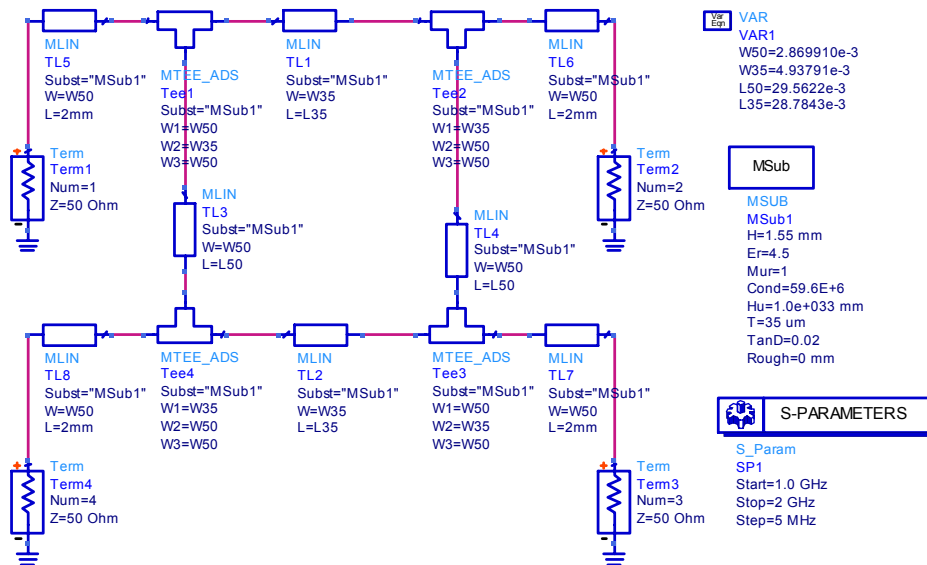 MLIN
TL5
Subst="MSub1"
W=W50
L=2mm
MTEE_ADS
Tee1
Subst="MSub1"
W1=W50
W2=W35
W3=W50
MLIN
TL1
Subst="MSub1"
W=W35
L=L35
MTEE_ADS
Tee2
Subst="MSub1"
W1=W35
W2=W50
W3=W50
MLIN
TL6
Subst="MSub1"
W=W50
L=2mm
Var
Eqn
VAR
VAR1
W50=2.869910e-3
W35=4.93791e-3
L50=29.5622e-3
L35=28.7843e-3
+
Term
Term1
Num=1
Z=50 Ohm
-
MLIN
TL3
Subst="MSub1"
W=W50
L=L50
MLIN
TL4
Subst="MSub1"
W=W50
L=L50
+
Term
Term2
Num=2
Z=50 Ohm
-
MSub
MSUB
MSub1
H=1.55 mm
Er=4.5
Mur=1
Cond=59.6E+6
Hu=1.0e+033 mm
T=35 um
TanD=0.02
Rough=0 mm
MLIN
TL8
Subst="MSub1"
W=W50
L=2mm
MTEE_ADS
Tee4
Subst="MSub1"
W1=W35
W2=W50
W3=W50
MLIN
TL2
Subst="MSub1"
W=W35
L=L35
MTEE_ADS
Tee3
Subst="MSub1"
W1=W50
W2=W35
W3=W50
MLIN
TL7
Subst="MSub1"
W=W50
L=2mm
+
Term
Term4
Num=4
Z=50 Ohm
-
+
Term
Term3
Num=3
Z=50 Ohm
-
S-PARAMETERS
S_Param
SP1
Start=1.0 GHz
Stop=2 GHz
Step=5 MHz